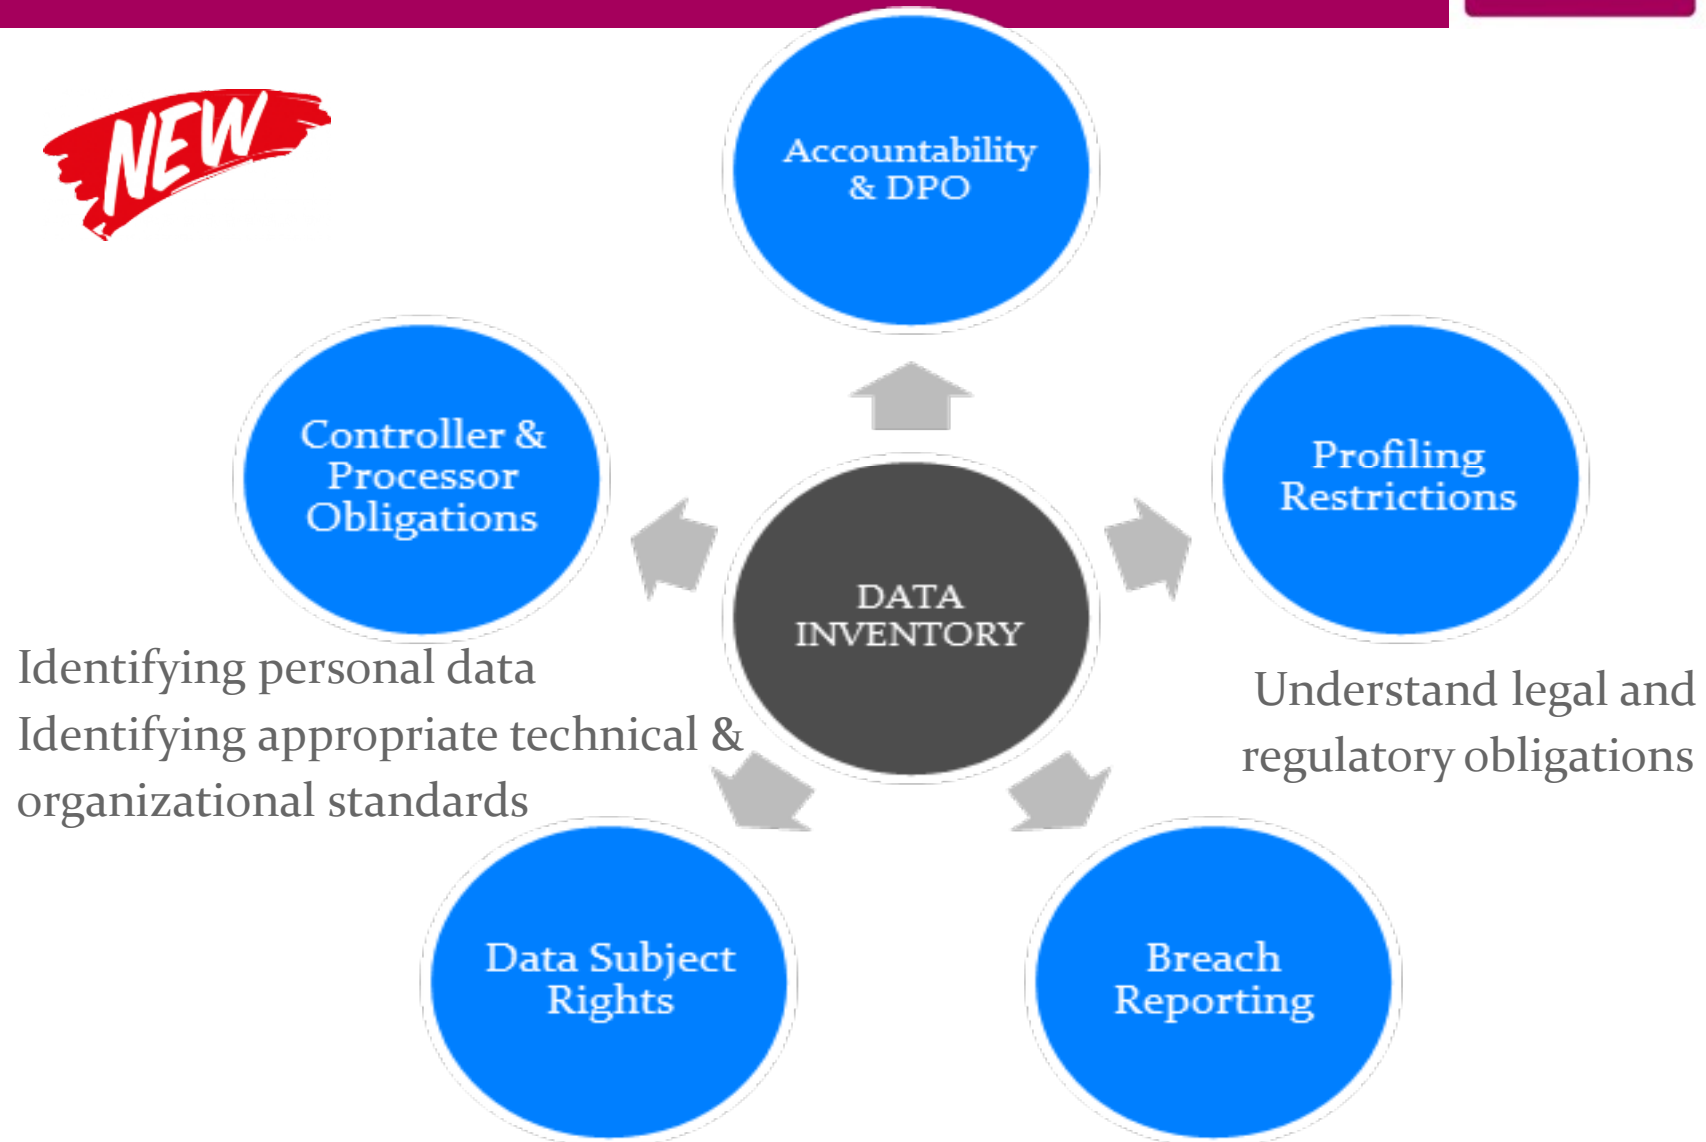 NEW
Accountability
& DPO
Controller &
Processor
Obligations
Profiling
Restrictions
DATA
INVENTORY
Identifying personal data
Identifying appropriate technical &
organizational standards
Understand legal and
regulatory obligations
Data Subject
Rights
Breach
Reporting